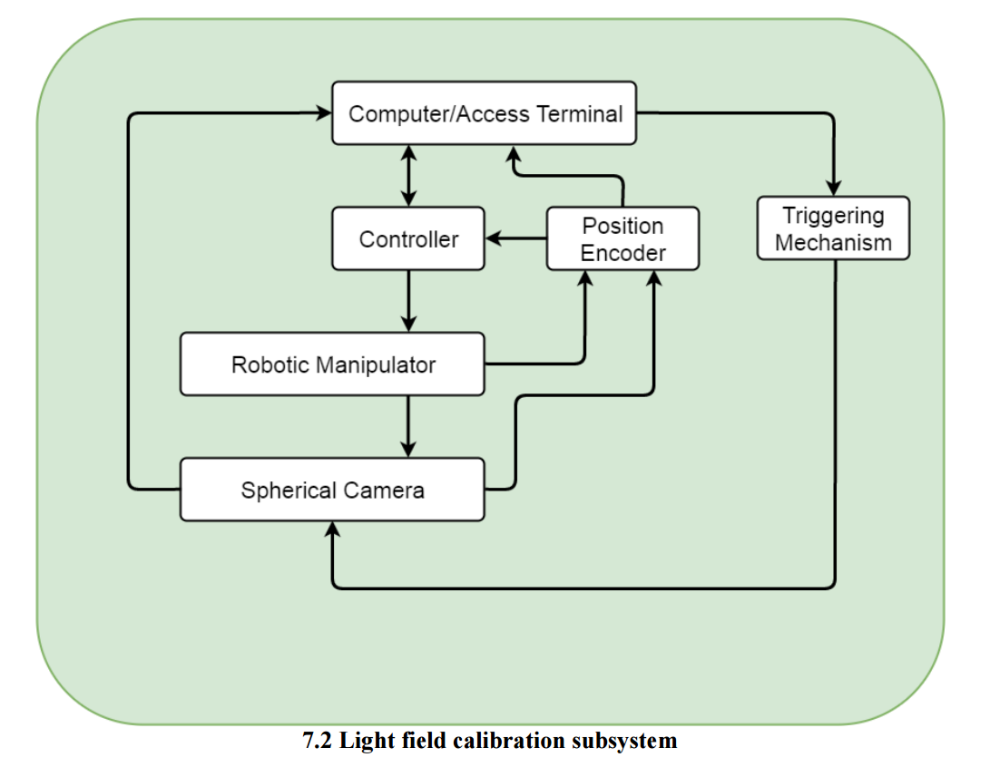 Computer/Access Terminal
Controller
Position
Encoder
Triggering
Mechanism
Robotic Manipulator
Spherical Camera
7.2 Light field calibration subsystem